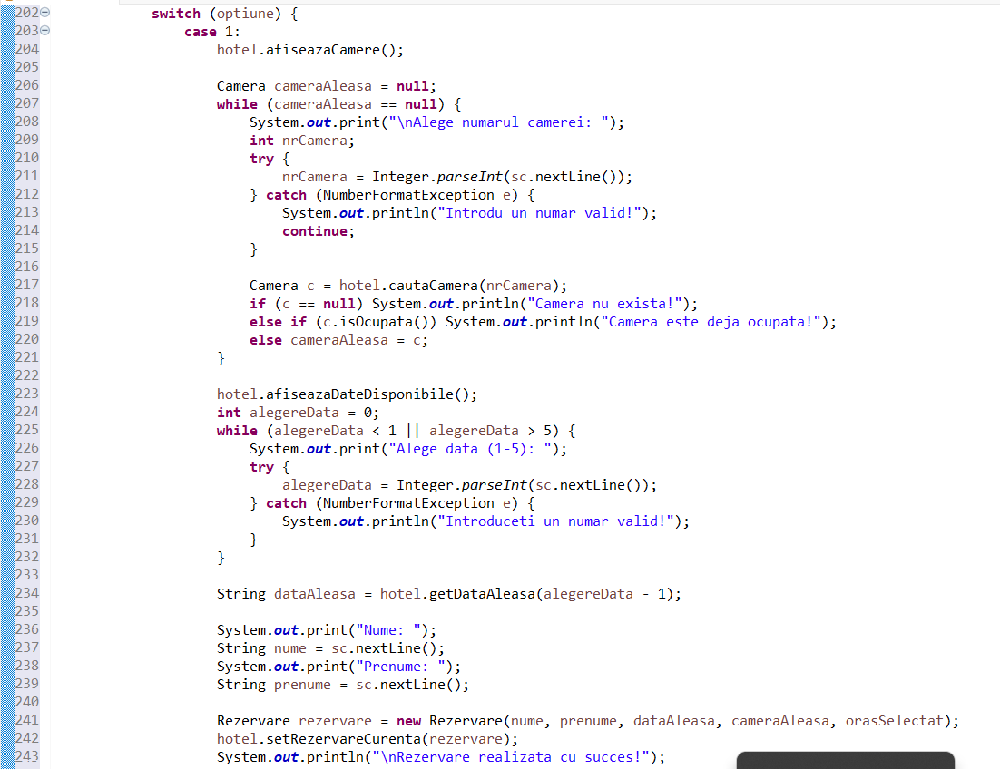 202 switch (optiune) {
203 case 1:
204 hotel.afiseazaCamere();
205
206 Camera cameraAleasa = null;
207 while (cameraAleasa == null) {
208 System.out.print("\nAlege numarul camerei: ");
209 int nrCamera;
210 try {
211 nrCamera = Integer.parseInt(sc.nextLine());
212 } catch (NumberFormatException e) {
213 System.out.println("Introdu un numar valid!");
214 continue;
215 }
216
217 Camera c = hotel.cautaCamera(nrCamera);
218 if (c == null) System.out.println("Camera nu exista!");
219 else if (c.isOcupata()) System.out.println("Camera este deja ocupata!");
220 else cameraAleasa = c;
221 }
222
223 hotel.afiseazaDateDisponibile();
224 int alegereData = 0;
225 while (alegereData < 1 || alegereData > 5) {
226 System.out.print("Alege data (1-5): ");
227 try {
228 alegereData = Integer.parseInt(sc.nextLine());
229 } catch (NumberFormatException e) {
230 System.out.println("Introduceti un numar valid!");
231 }
232 }
233
234 String dataAleasa = hotel.getDataAleasa(alegereData - 1);
235
236 System.out.print("Nume: ");
237 String nume = sc.nextLine();
238 System.out.print("Prenume: ");
239 String prenume = sc.nextLine();
240
241 Rezervare rezervare = new Rezervare(nume, prenume, dataAleasa, cameraAleasa, orasSelectat);
242 hotel.setRezervareCurenta(rezervare);
243 System.out.println("\nRezervare realizata cu succes!");